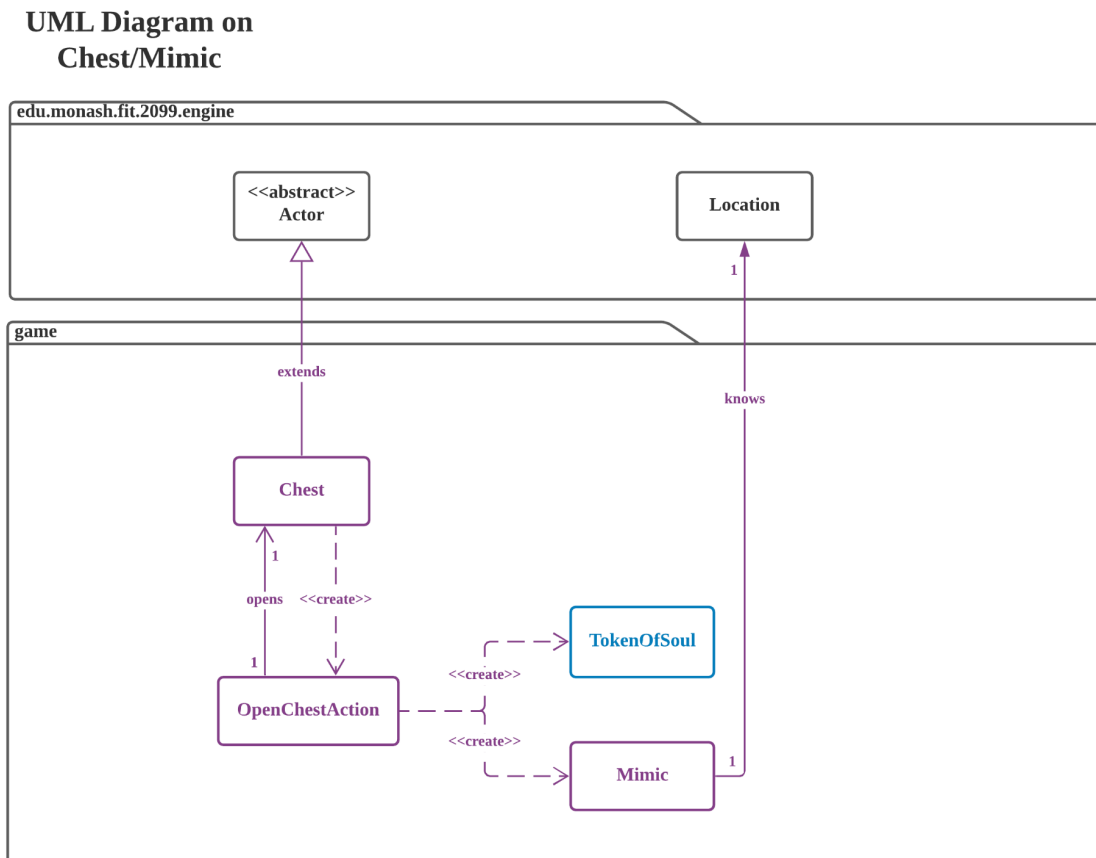 UML Diagram on
Chest/Mimic
edu.monash.fit.2099.engine
<<abstract>>
Actor
Location
1
game
extends
knows
Chest
1
opens
<<create>>
TokenOfSoul
1
<<create>>
OpenChestAction
<<create>>
1
Mimic